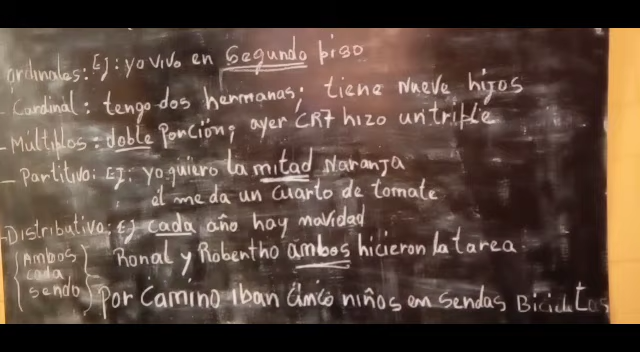 ordinales: Ej: yo vivo en Segundo piso
- Cardinal: tengo dos hermanas; tiene nueve hijos
- Múltiplos: doble porción; ayer CR7 hizo un triple
- Partitivo: Ej: yo quiero la mitad Naranja
él me da un cuarto de tomate
- Distributivo: Ej cada año hay navidad
Ronal y Robentho ambos hicieron la tarea.
{Ambos
cada
sendo}
por camino iban cinco niños em sendas Bicicletas